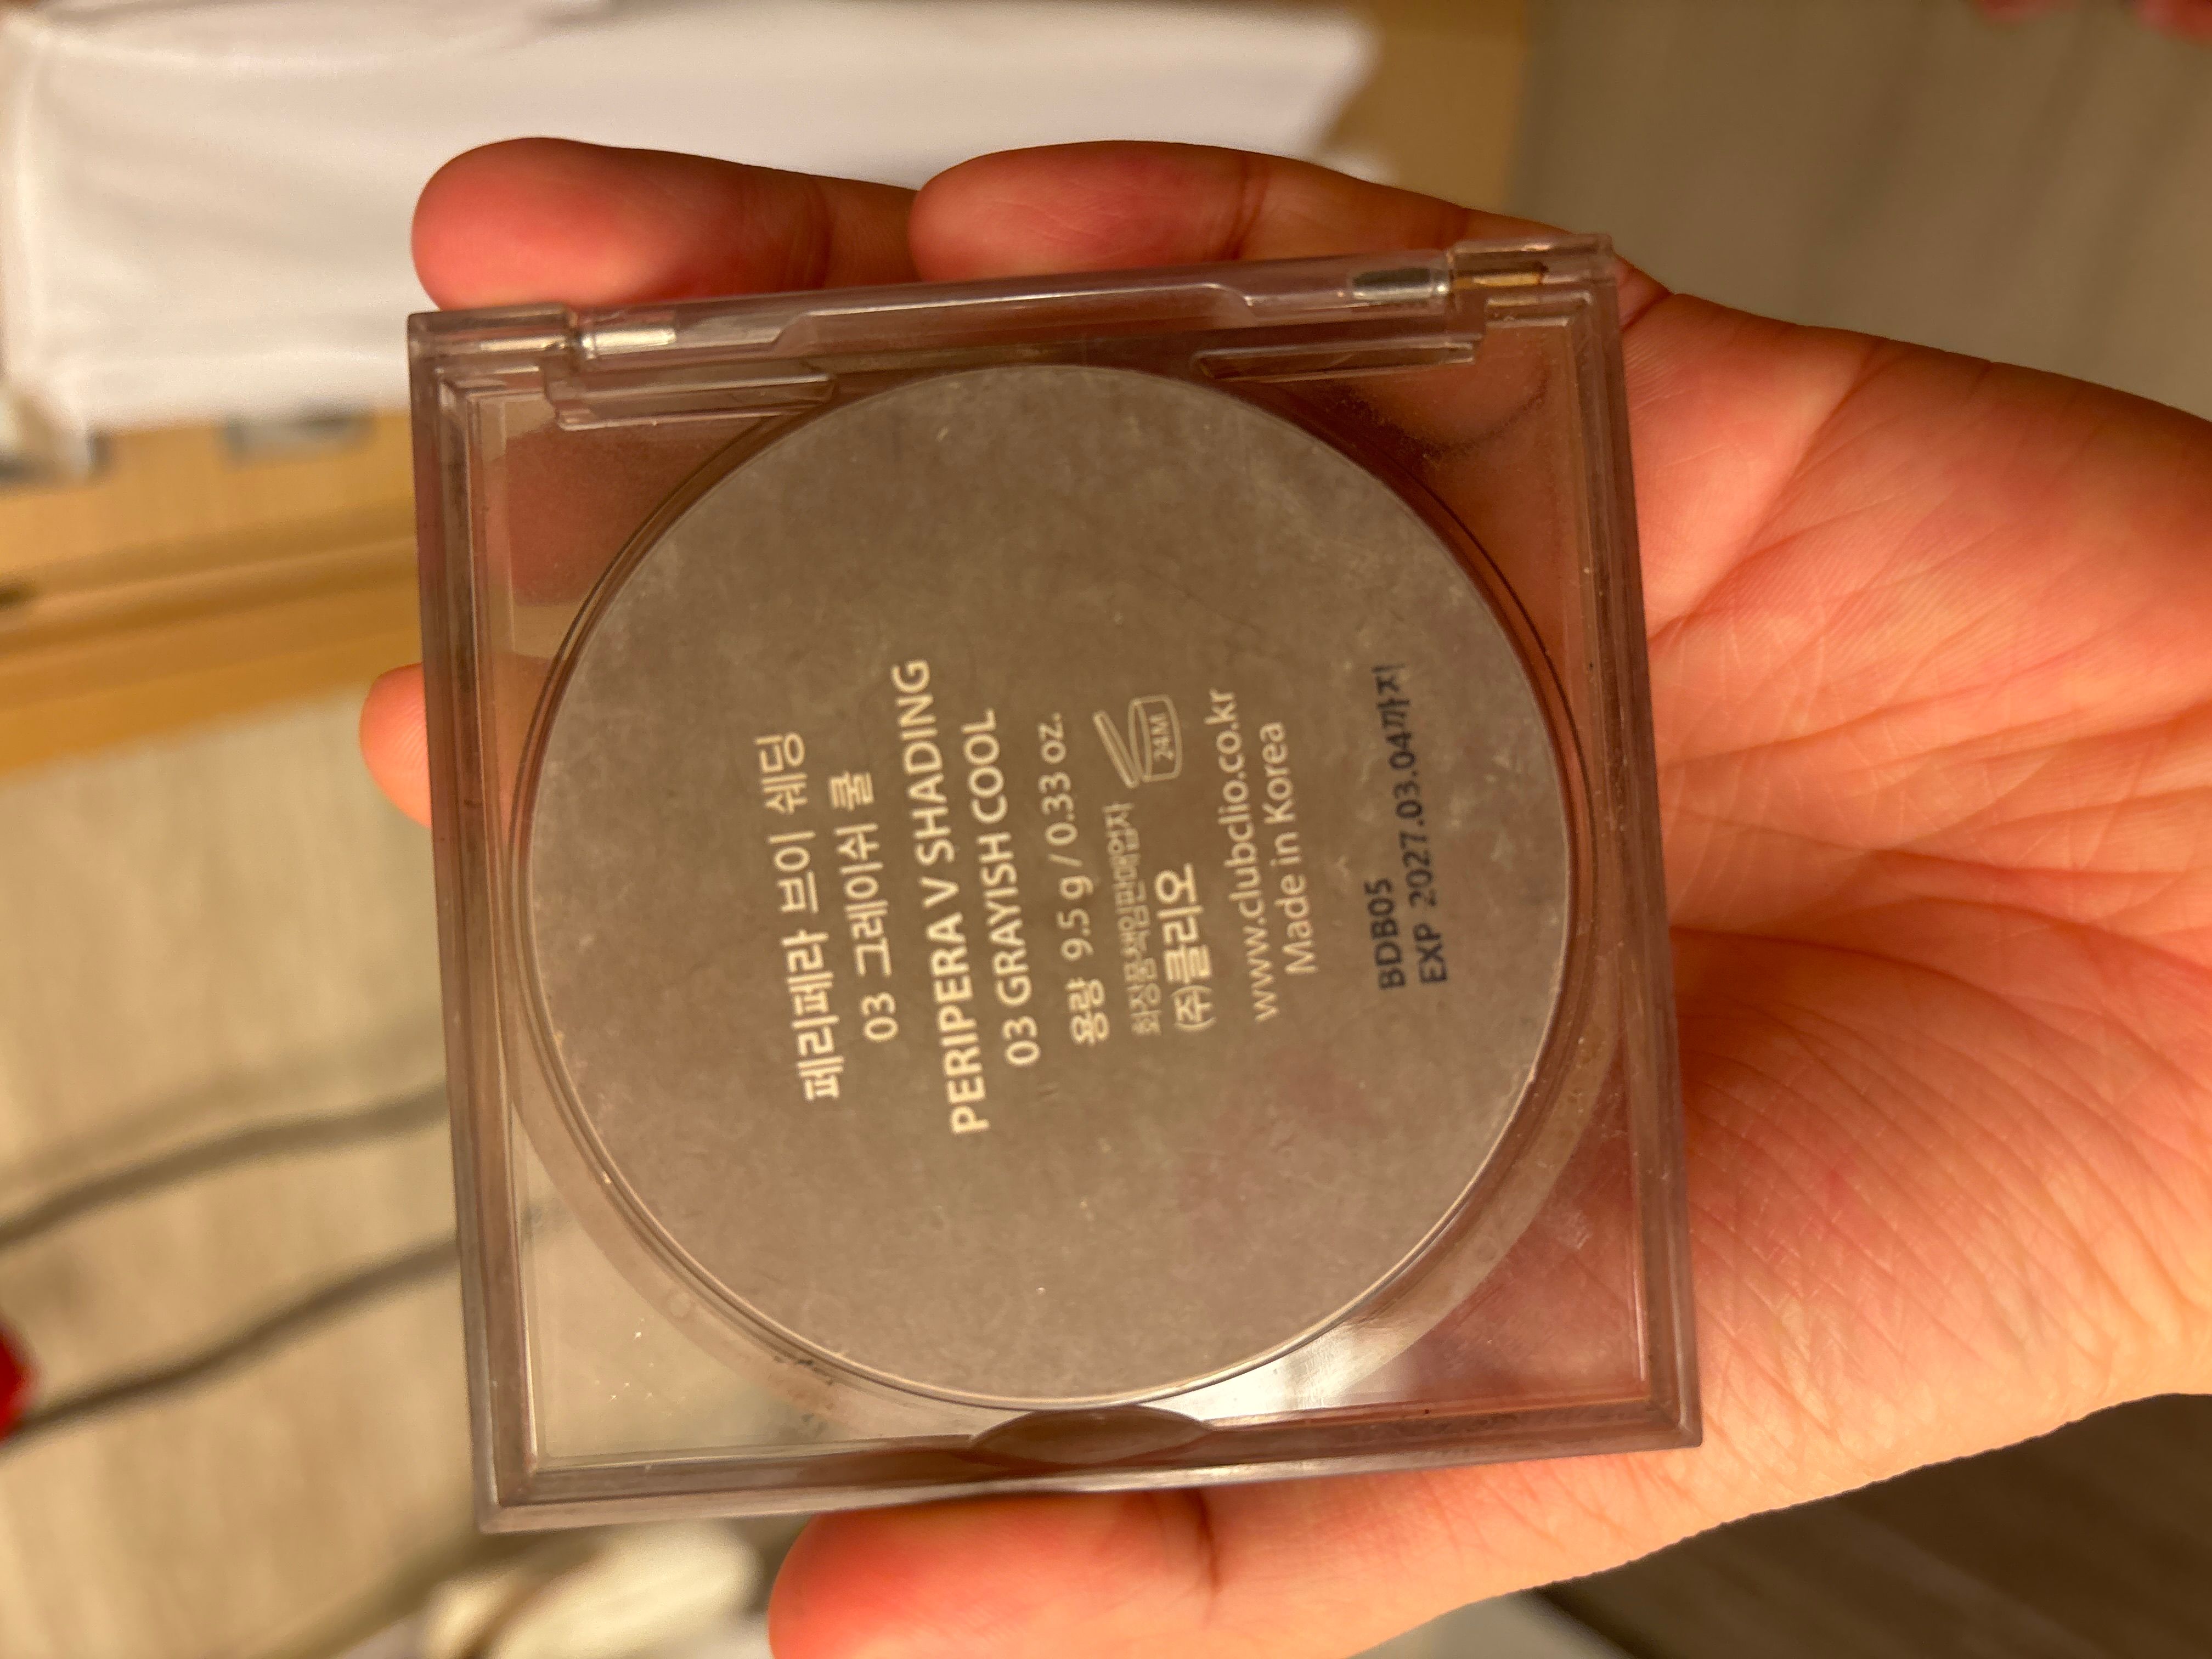 페리페라 브이 쉐딩
03 그레이쉬 쿨
PERIPERA V SHADING
03 GRAYISH COOL
용량 9.5 g / 0.33 oz.
화장품책임판매업자
(주)클리오
24M
www.clubclio.co.kr
Made in Korea
BDB05
EXP 2027.03.04까지